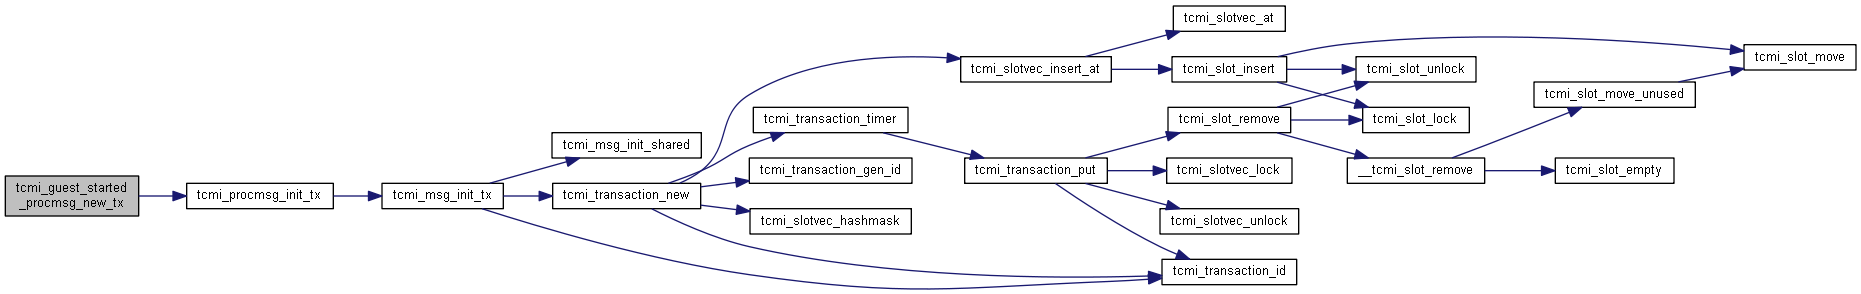 tcmi_guest_started
_procmsg_new_tx
tcmi_procmsg_init_tx
tcmi_msg_init_tx
tcmi_msg_init_shared
tcmi_transaction_new
tcmi_slotvec_insert_at
tcmi_transaction_timer
tcmi_transaction_gen_id
tcmi_slotvec_hashmask
tcmi_transaction_put
tcmi_slotvec_at
tcmi_slot_insert
tcmi_slot_remove
tcmi_slotvec_lock
tcmi_slotvec_unlock
tcmi_transaction_id
tcmi_slot_unlock
tcmi_slot_lock
__tcmi_slot_remove
tcmi_slot_move_unused
tcmi_slot_empty
tcmi_slot_move